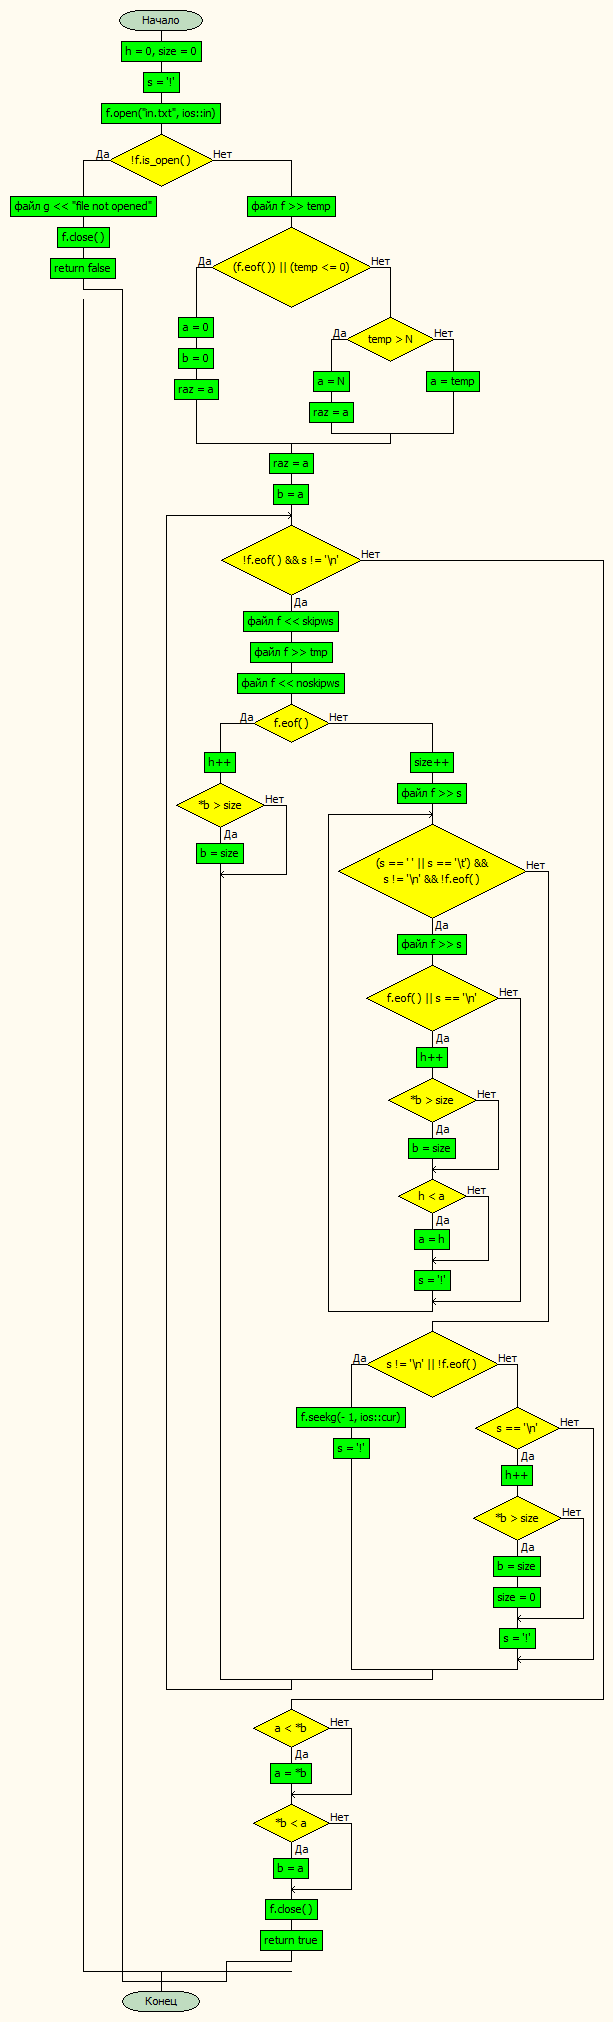 Начало
h = 0, size = 0
s = '!'
f.open("in.txt", ios::in)
!f.is_open( )
Да
Нет
файл g << "file not opened"
f.close( )
return false
файл f >> temp
(f.eof( )) || (temp <= 0)
Да
Нет
a = 0
b = 0
raz = a
temp > N
Да
Нет
a = N
raz = a
a = temp
raz = a
b = a
!f.eof( ) && s != '\n'
Нет
Да
файл f << skipws
файл f >> tmp
файл f << noskipws
f.eof( )
Да
Нет
h++
*b > size
Нет
Да
b = size
size++
файл f >> s
(s == ' ' || s == '\t') &&
s != '\n' && !f.eof( )
Нет
Да
файл f >> s
f.eof( ) || s == '\n'
Нет
Да
h++
*b > size
Нет
Да
b = size
h < a
Нет
Да
a = h
s = '!'
s != '\n' || !f.eof( )
Да
Нет
f.seekg(- 1, ios::cur)
s = '!'
s == '\n'
Нет
Да
h++
*b > size
Нет
Да
b = size
size = 0
s = '!'
a < *b
Нет
Да
a = *b
*b < a
Нет
Да
b = a
f.close( )
return true
Конец